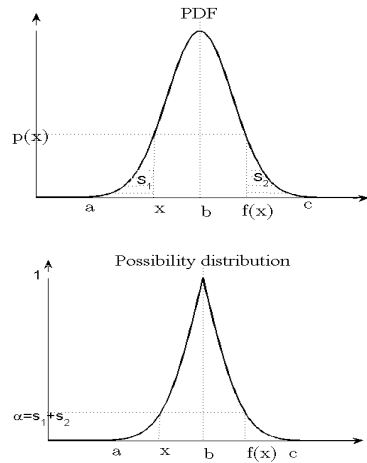 PDF
p(x)
s₁
s₂
a
x
b
f(x)
c
Possibility distribution
1
α=s₁+s₂
a
x
b
f(x)
c